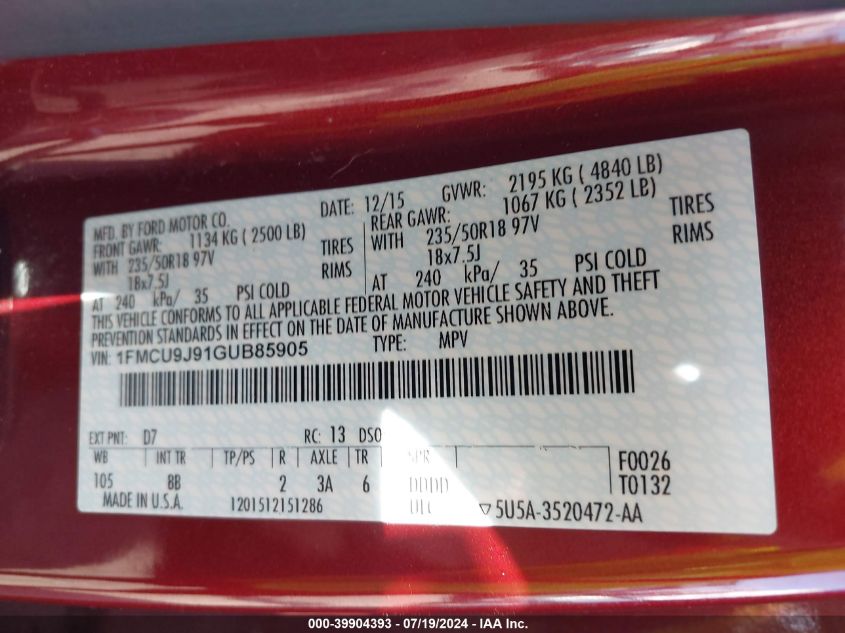 MFD. BY FORD MOTOR CO.
DATE: 12/15 GVWR: 2195 KG ( 4840 LB)
FRONT GAWR: 1134 KG ( 2500 LB) REAR GAWR: 1067 KG ( 2352 LB)
WITH 235/50R18 97V TIRES WITH 235/50R18 97V TIRES
18x7.5J RIMS 18x7.5J RIMS
AT 240 kPa/ 35 PSI COLD AT 240 kPa/ 35 PSI COLD
THIS VEHICLE CONFORMS TO ALL APPLICABLE FEDERAL MOTOR VEHICLE SAFETY AND THEFT
PREVENTION STANDARDS IN EFFECT ON THE DATE OF MANUFACTURE SHOWN ABOVE.
VIN: 1FMCU9J91GUB85905 TYPE: MPV
EXT PNT: D7 RC: 13 DSO
WB INT TR TP/PS R AXLE TR SPR F0026
105 BB 2 3A 6 DDDD T0132
MADE IN U.S.A. 1201512151286 ▽5U5A-3520472-AA
000-39904393 - 07/19/2024 - IAA Inc.